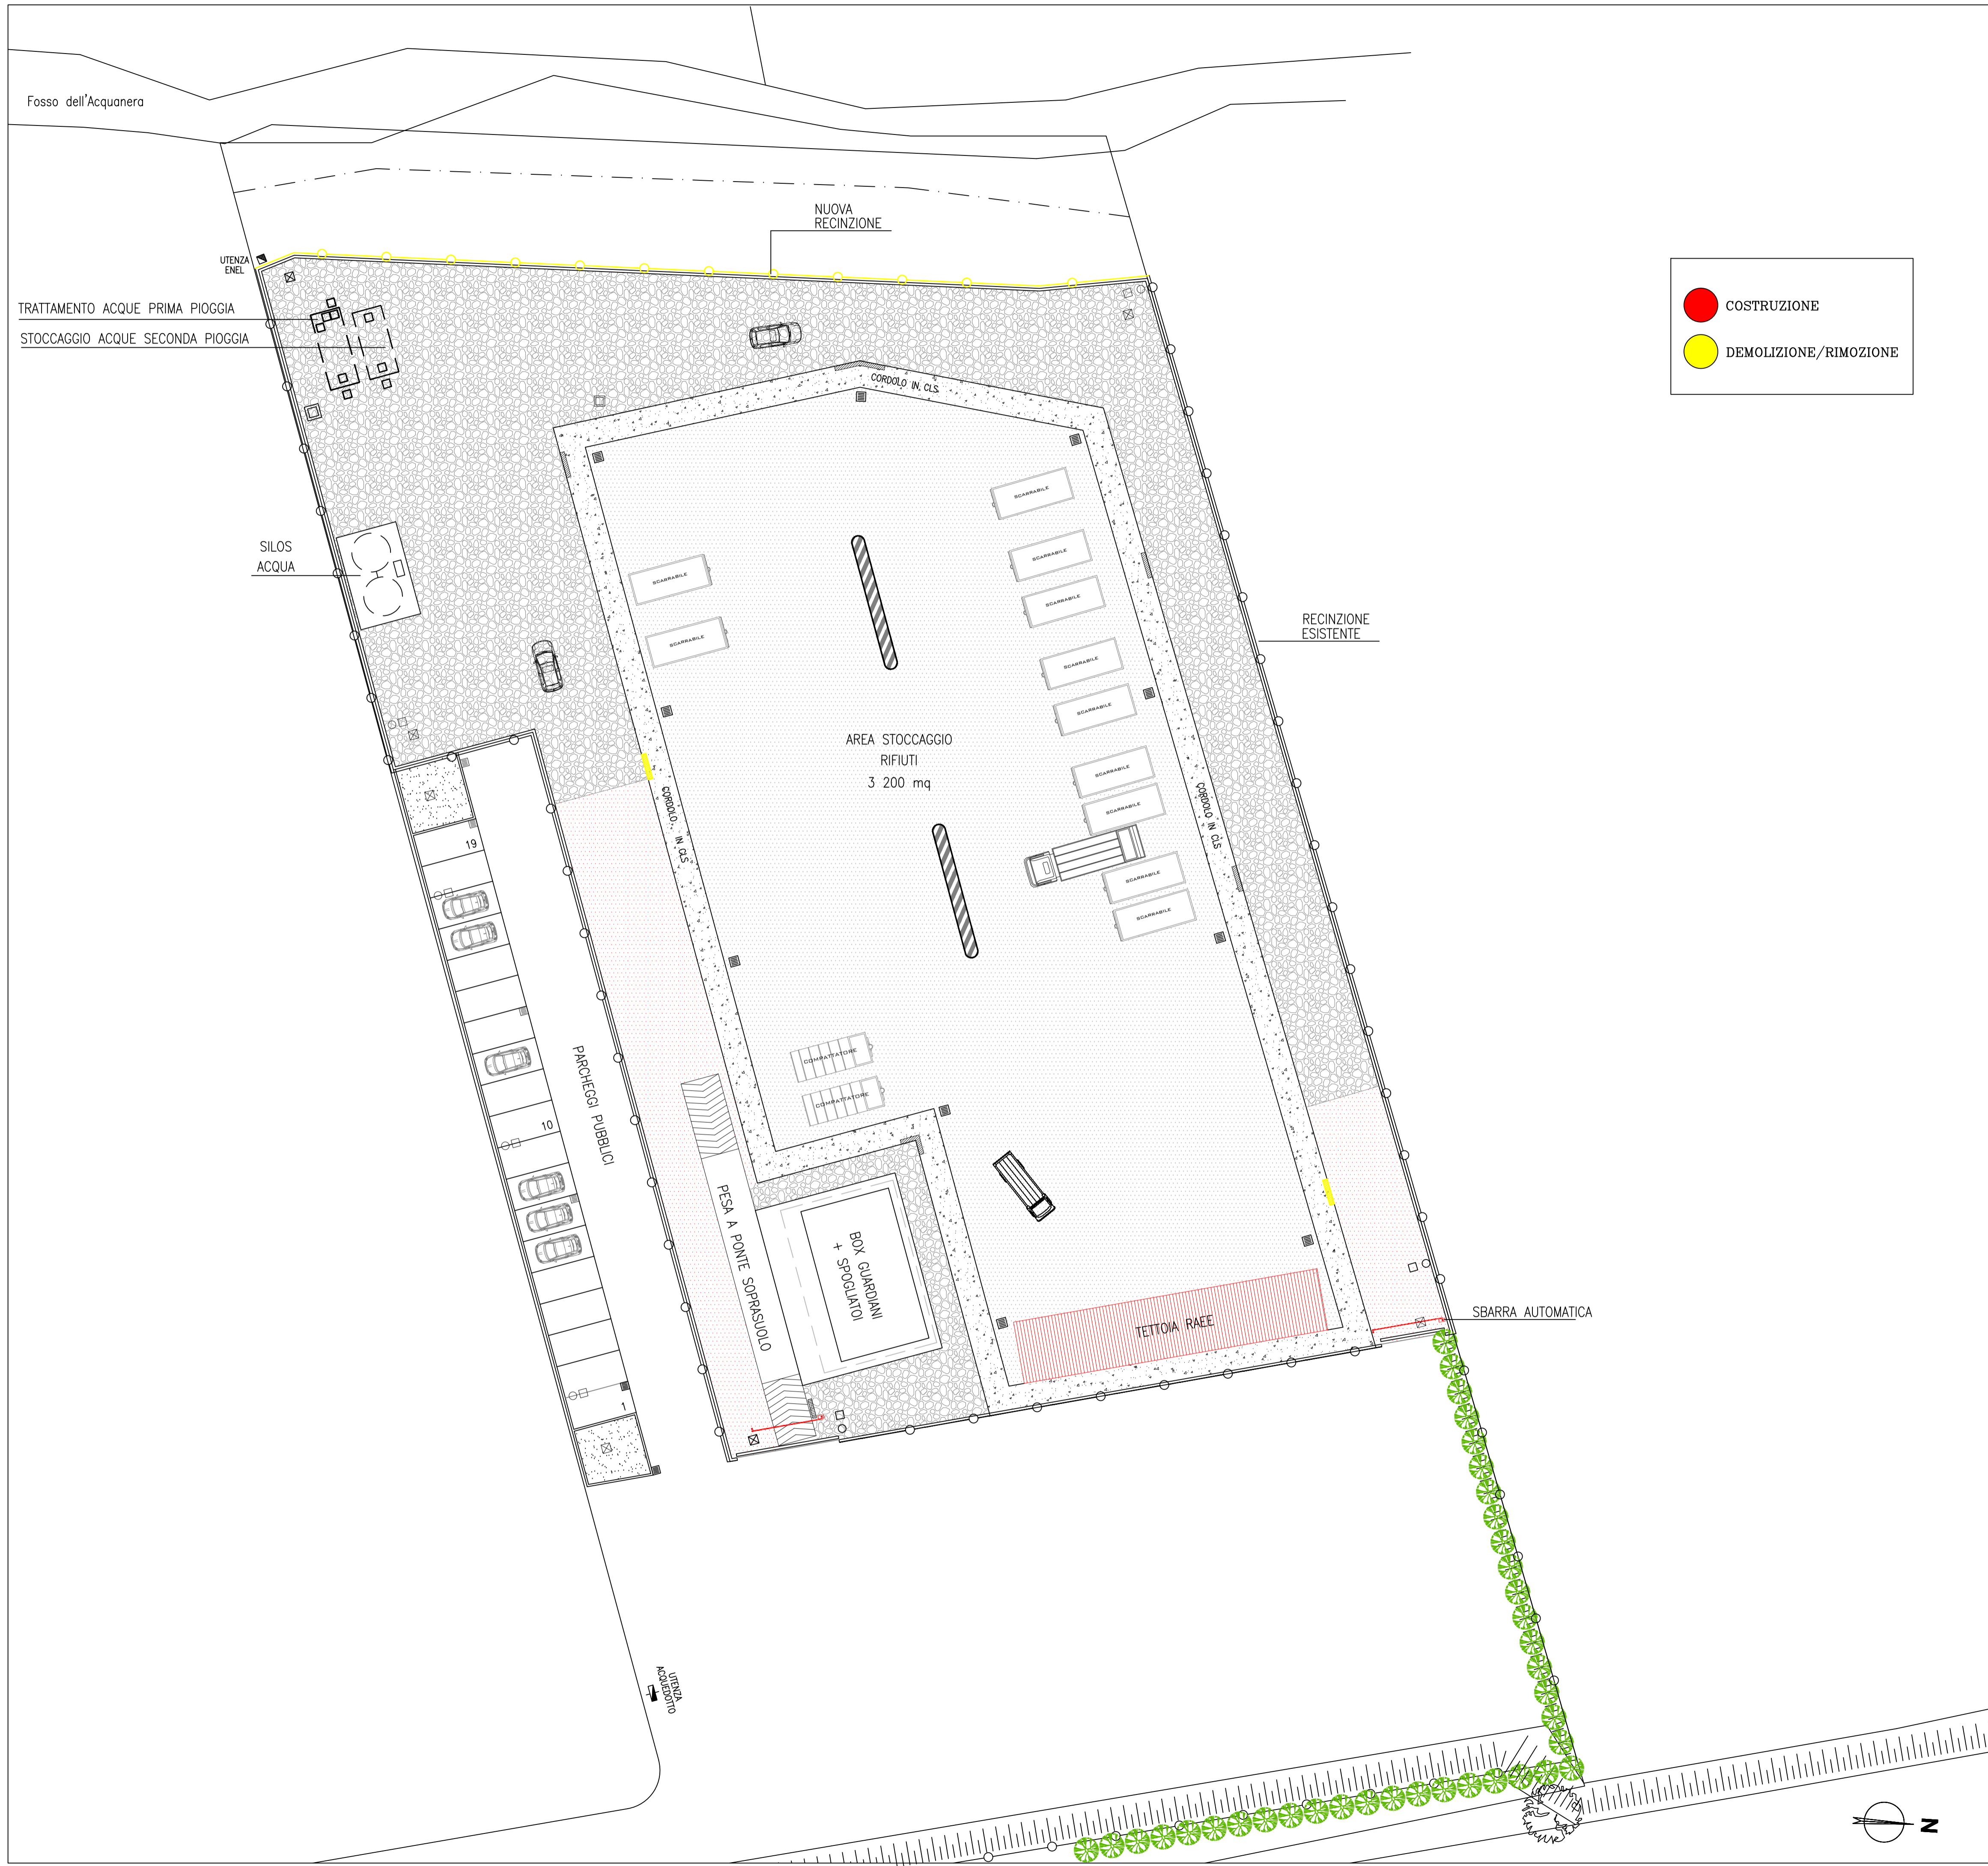 Fosso dell'Acquanera
NUOVA
RECINZIONE
UTENZA
ENEL
TRATTAMENTO ACQUE PRIMA PIOGGIA
STOCCAGGIO ACQUE SECONDA PIOGGIA
COSTRUZIONE
DEMOLIZIONE/RIMOZIONE
CORDOLO IN CLS
SCARRABILE
SILOS
ACQUA
SCARRABILE
SCARRABILE
SCARRABILE
SCARRABILE
RECINZIONE
ESISTENTE
SCARRABILE
SCARRABILE
AREA STOCCAGGIO
RIFIUTI
3 200 mq
SCARRABILE
SCARRABILE
CORDOLO IN CLS
CORDOLO IN CLS
19
SCARRABILE
SCARRABILE
COMPATTATORE
COMPATTATORE
PARCHEGGI PUBBLICI
10
PESA A PONTE SOPRASUOLO
BOX GUARDIANI
+ SPOGLIATOI
TETTOIA RAEE
SBARRA AUTOMATICA
1
UTENZA
ACQUEDOTTO
N